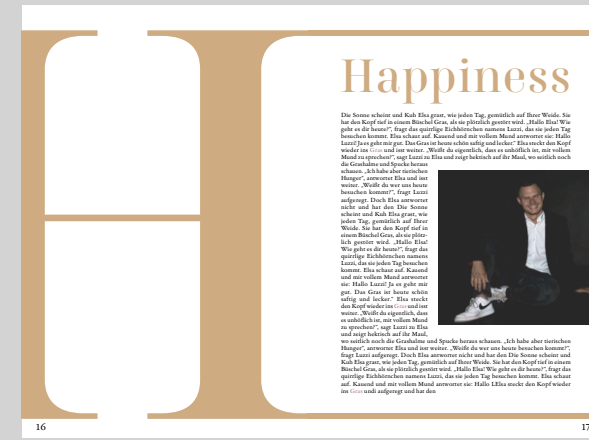 H
Happiness
Die Sonne scheint und Kuh Elsa grast, wie jeden Tag, gemütlich auf Ihrer Weide. Sie
hat den Kopf tief in einem Büschel Gras, als sie plötzlich gestört wird. „Hallo Elsa! Wie
geht es dir heute?“, fragt das quirrlige Eichhörnchen namens Luzzi, das sie jeden Tag
besuchen kommt. Elsa schaut auf. Kauend und mit vollem Mund antwortet sie: Hallo
Luzzi! Ja es geht mir gut. Das Gras ist heute schön saftig und lecker.“ Elsa steckt den Kopf
wieder ins Gras und isst weiter. „Weißt du eigentlich, dass es unhöflich ist, mit vollem
Mund zu sprechen?“, sagt Luzzi zu Elsa und zeigt hektisch auf ihr Maul, wo seitlich noch
die Grashalme und Spucke heraus
schauen. „Ich habe aber tierischen
Hunger“, antwortet Elsa und isst
weiter. „Weißt du wer uns heute
besuchen kommt?“, fragt Luzzi
aufgeregt. Doch Elsa antwortet
nicht und hat den Die Sonne
scheint und Kuh Elsa grast, wie
jeden Tag, gemütlich auf Ihrer
Weide. Sie hat den Kopf tief in
einem Büschel Gras, als sie plötz-
lich gestört wird. „Hallo Elsa!
Wie geht es dir heute?“, fragt das
quirrlige Eichhörnchen namens
Luzzi, das sie jeden Tag besuchen
kommt. Elsa schaut auf. Kauend
und mit vollem Mund antwortet
sie: Hallo Luzzi! Ja es geht mir
gut. Das Gras ist heute schön
saftig und lecker.“ Elsa steckt
den Kopf wieder ins Gras und isst
weiter. „Weißt du eigentlich, dass
es unhöflich ist, mit vollem Mund
zu sprechen?“, sagt Luzzi zu Elsa
und zeigt hektisch auf ihr Maul,
wo seitlich noch die Grashalme und Spucke heraus schauen. „Ich habe aber tierischen
Hunger“, antwortet Elsa und isst weiter. „Weißt du wer uns heute besuchen kommt?“,
fragt Luzzi aufgeregt. Doch Elsa antwortet nicht und hat den Die Sonne scheint und
Kuh Elsa grast, wie jeden Tag, gemütlich auf Ihrer Weide. Sie hat den Kopf tief in einem
Büschel Gras, als sie plötzlich gestört wird. „Hallo Elsa! Wie geht es dir heute?“, fragt das
quirrlige Eichhörnchen namens Luzzi, das sie jeden Tag besuchen kommt. Elsa schaut
auf. Kauend und mit vollem Mund antwortet sie: Hallo LElsa steckt den Kopf wieder
ins Gras undi aufgeregt und hat den
16
17